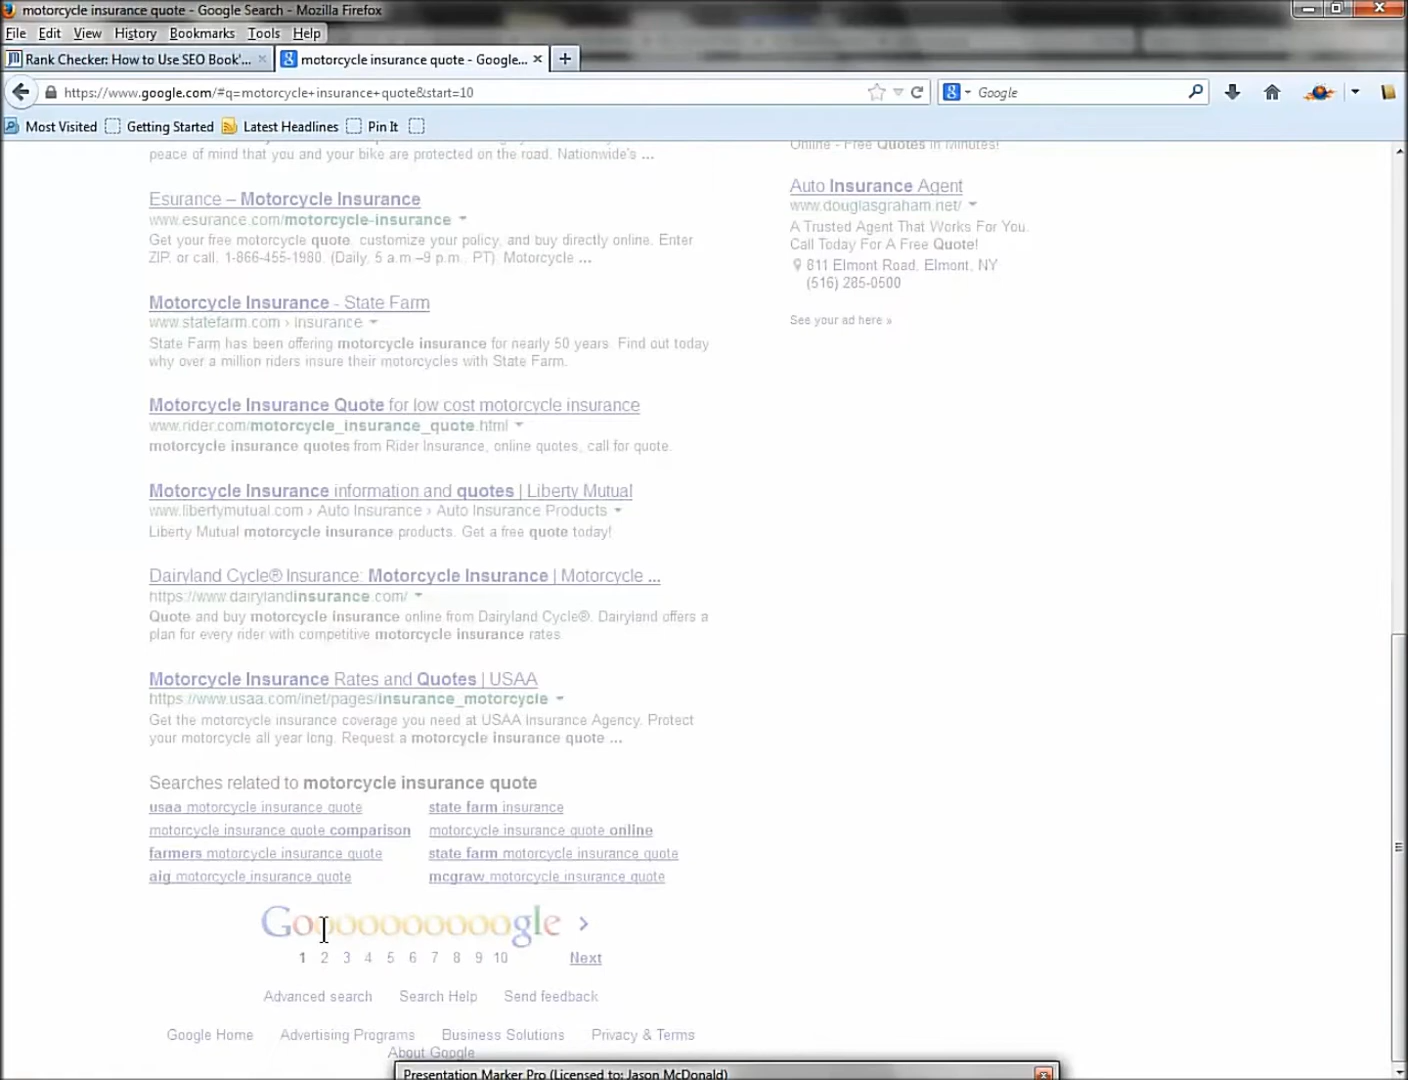 motorcycle insurance quote - Google Search - Mozilla Firefox
File Edit View History Bookmarks Tools Help
Rank Checker: How to Use SEO Book'... × motorcycle insurance quote - Google... × +
https://www.google.com/#q=motorcycle+insurance+quote&start=10 Google
Most Visited Getting Started Latest Headlines Pin It
peace of mind that you and your bike are protected on the road. Nationwide's ...
Esurance – Motorcycle Insurance
www.esurance.com/motorcycle-insurance
Get your free motorcycle quote, customize your policy, and buy directly online. Enter
ZIP, or call, 1-866-455-1980. (Daily, 5 a.m.–9 p.m., PT). Motorcycle ...
Motorcycle Insurance - State Farm
www.statefarm.com › Insurance
State Farm has been offering motorcycle insurance for nearly 50 years. Find out today
why over a million riders insure their motorcycles with State Farm.
Motorcycle Insurance Quote for low cost motorcycle insurance
www.rider.com/motorcycle_insurance_quote.html
motorcycle insurance quotes from Rider Insurance, online quotes, call for quote.
Motorcycle Insurance information and quotes | Liberty Mutual
www.libertymutual.com › Auto Insurance › Auto Insurance Products
Liberty Mutual motorcycle insurance products. Get a free quote today!
Dairyland Cycle® Insurance: Motorcycle Insurance | Motorcycle ...
https://www.dairylandinsurance.com/
Quote and buy motorcycle insurance online from Dairyland Cycle®. Dairyland offers a
plan for every rider with competitive motorcycle insurance rates.
Motorcycle Insurance Rates and Quotes | USAA
https://www.usaa.com/inet/pages/insurance_motorcycle
Get the motorcycle insurance coverage you need at USAA Insurance Agency. Protect
your motorcycle all year long. Request a motorcycle insurance quote ...
Searches related to motorcycle insurance quote
usaa motorcycle insurance quote state farm insurance
motorcycle insurance quote comparison motorcycle insurance quote online
farmers motorcycle insurance quote state farm motorcycle insurance quote
aig motorcycle insurance quote mcgraw motorcycle insurance quote
Goooooooooogle >
1 2 3 4 5 6 7 8 9 10 Next
Advanced search Search Help Send feedback
Google Home Advertising Programs Business Solutions Privacy & Terms
About Google
Online - Free Quotes in Minutes!
Auto Insurance Agent
www.douglasgraham.net/
A Trusted Agent That Works For You.
Call Today For A Free Quote!
811 Elmont Road, Elmont, NY
(516) 285-0500
See your ad here »
Presentation Marker Pro (Licensed to: Jason McDonald)